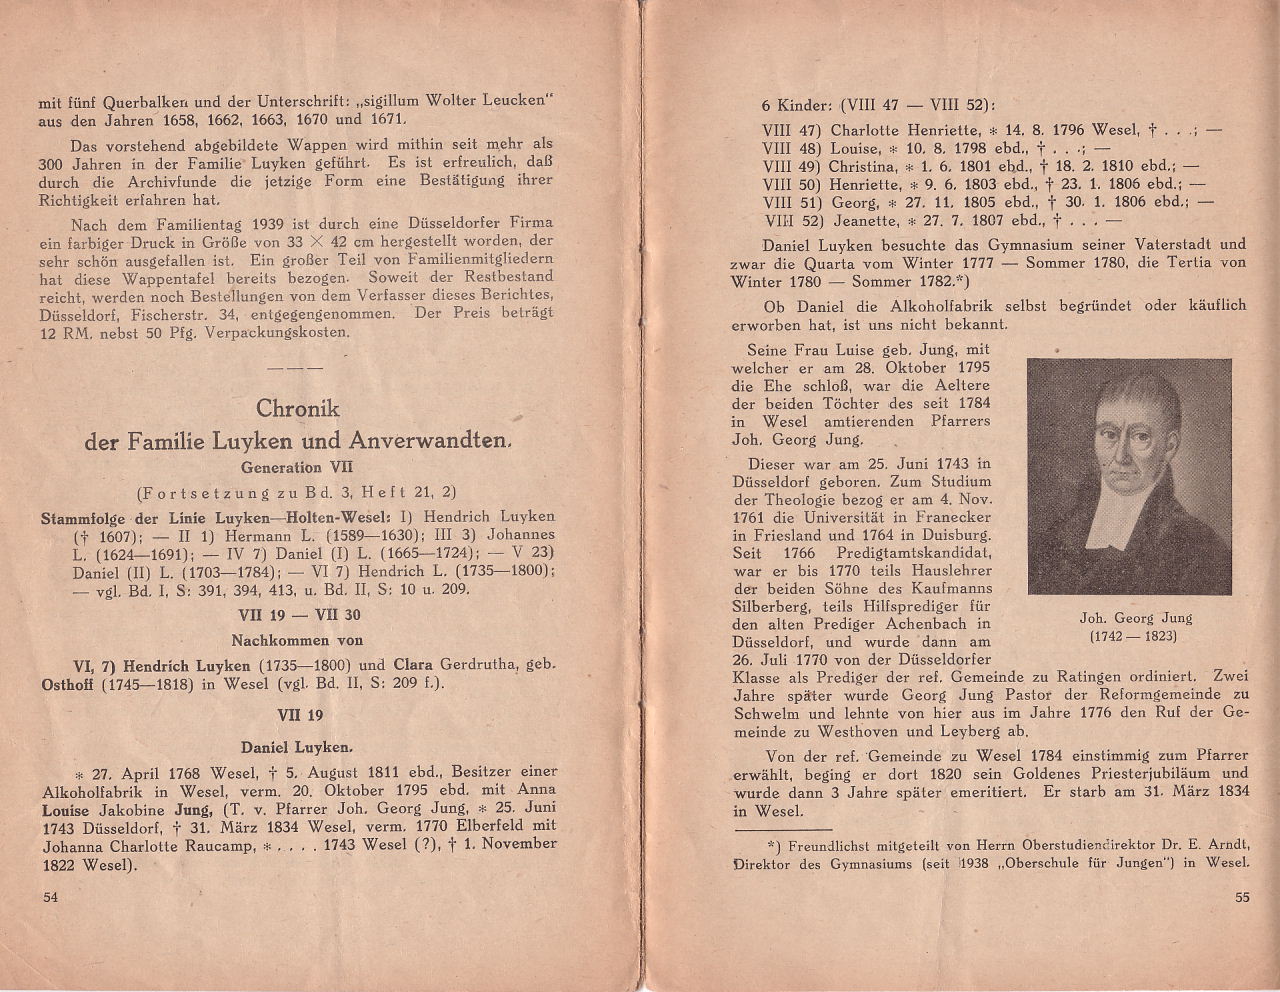 mit fünf Querbalken und der Unterschrift: „sigillum Wolter Leucken“
aus den Jahren 1658, 1662, 1663, 1670 und 1671.
Das vorstehend abgebildete Wappen wird mithin seit mehr als
300 Jahren in der Familie Luyken geführt. Es ist erfreulich, daß
durch die Archivfunde die jetzige Form eine Bestätigung ihrer
Richtigkeit erfahren hat.
Nach dem Familientag 1939 ist durch eine Düsseldorfer Firma
ein farbiger Druck in Größe von 33 × 42 cm hergestellt worden, der
sehr schön ausgefallen ist. Ein großer Teil von Familienmitgliedern
hat diese Wappentafel bereits bezogen. Soweit der Restbestand
reicht, werden noch Bestellungen von dem Verfasser dieses Berichtes,
Düsseldorf, Fischerstr. 34, entgegengenommen. Der Preis beträgt
12 RM. nebst 50 Pfg. Verpackungskosten.
Chronik
der Familie Luyken und Anverwandten.
Generation VII
(Fortsetzung zu Bd. 3, Heft 21, 2)
Stammfolge der Linie Luyken—Holten-Wesel: I) Hendrich Luyken
(† 1607); — II 1) Hermann L. (1589—1630); III 3) Johannes
L. (1624—1691); — IV 7) Daniel (I) L. (1665—1724); — V 23)
Daniel (II) L. (1703—1784); — VI 7) Hendrich L. (1735—1800);
— vgl. Bd. I, S: 391, 394, 413, u. Bd. II, S: 10 u. 209.
VII 19 — VII 30
Nachkommen von
VI, 7) Hendrich Luyken (1735—1800) und Clara Gerdrutha, geb.
Osthoff (1745—1818) in Wesel (vgl. Bd. II, S: 209 f.).
VII 19
Daniel Luyken.
* 27. April 1768 Wesel, † 5. August 1811 ebd., Besitzer einer
Alkoholfabrik in Wesel, verm. 20. Oktober 1795 ebd. mit Anna
Louise Jakobine Jung, (T. v. Pfarrer Joh. Georg Jung, * 25. Juni
1743 Düsseldorf, † 31. März 1834 Wesel, verm. 1770 Elberfeld mit
Johanna Charlotte Raucamp, * . . . . 1743 Wesel (?), † 1. November
1822 Wesel).
54
6 Kinder: (VIII 47 — VIII 52):
VIII 47) Charlotte Henriette, * 14. 8. 1796 Wesel, † . . .; —
VIII 48) Louise, * 10. 8. 1798 ebd., † . . .; —
VIII 49) Christina, * 1. 6. 1801 ebd., † 18. 2. 1810 ebd.; —
VIII 50) Henriette, * 9. 6. 1803 ebd., † 23. 1. 1806 ebd.; —
VIII 51) Georg, * 27. 11. 1805 ebd., † 30. 1. 1806 ebd.; —
VIII 52) Jeanette, * 27. 7. 1807 ebd., † . . . —
Daniel Luyken besuchte das Gymnasium seiner Vaterstadt und
zwar die Quarta vom Winter 1777 — Sommer 1780, die Tertia von
Winter 1780 — Sommer 1782.*)
Ob Daniel die Alkoholfabrik selbst begründet oder käuflich
erworben hat, ist uns nicht bekannt.
Seine Frau Luise geb. Jung, mit
welcher er am 28. Oktober 1795
die Ehe schloß, war die Aeltere
der beiden Töchter des seit 1784
in Wesel amtierenden Pfarrers
Joh. Georg Jung.
Dieser war am 25. Juni 1743 in
Düsseldorf geboren. Zum Studium
der Theologie bezog er am 4. Nov.
1761 die Universität in Franecker
in Friesland und 1764 in Duisburg.
Seit 1766 Predigtamtskandidat,
war er bis 1770 teils Hauslehrer
der beiden Söhne des Kaufmanns
Silberberg, teils Hilfsprediger für
den alten Prediger Achenbach in
Düsseldorf, und wurde dann am
26. Juli 1770 von der Düsseldorfer
Klasse als Prediger der ref. Gemeinde zu Ratingen ordiniert. Zwei
Jahre später wurde Georg Jung Pastor der Reformgemeinde zu
Schwelm und lehnte von hier aus im Jahre 1776 den Ruf der Ge-
meinde zu Westhoven und Leyberg ab.
Joh. Georg Jung
(1742 — 1823)
Von der ref. Gemeinde zu Wesel 1784 einstimmig zum Pfarrer
erwählt, beging er dort 1820 sein Goldenes Priesterjubiläum und
wurde dann 3 Jahre später emeritiert. Er starb am 31. März 1834
in Wesel.
*) Freundlichst mitgeteilt von Herrn Oberstudiendirektor Dr. E. Arndt,
Direktor des Gymnasiums (seit 1938 „Oberschule für Jungen“) in Wesel.
55